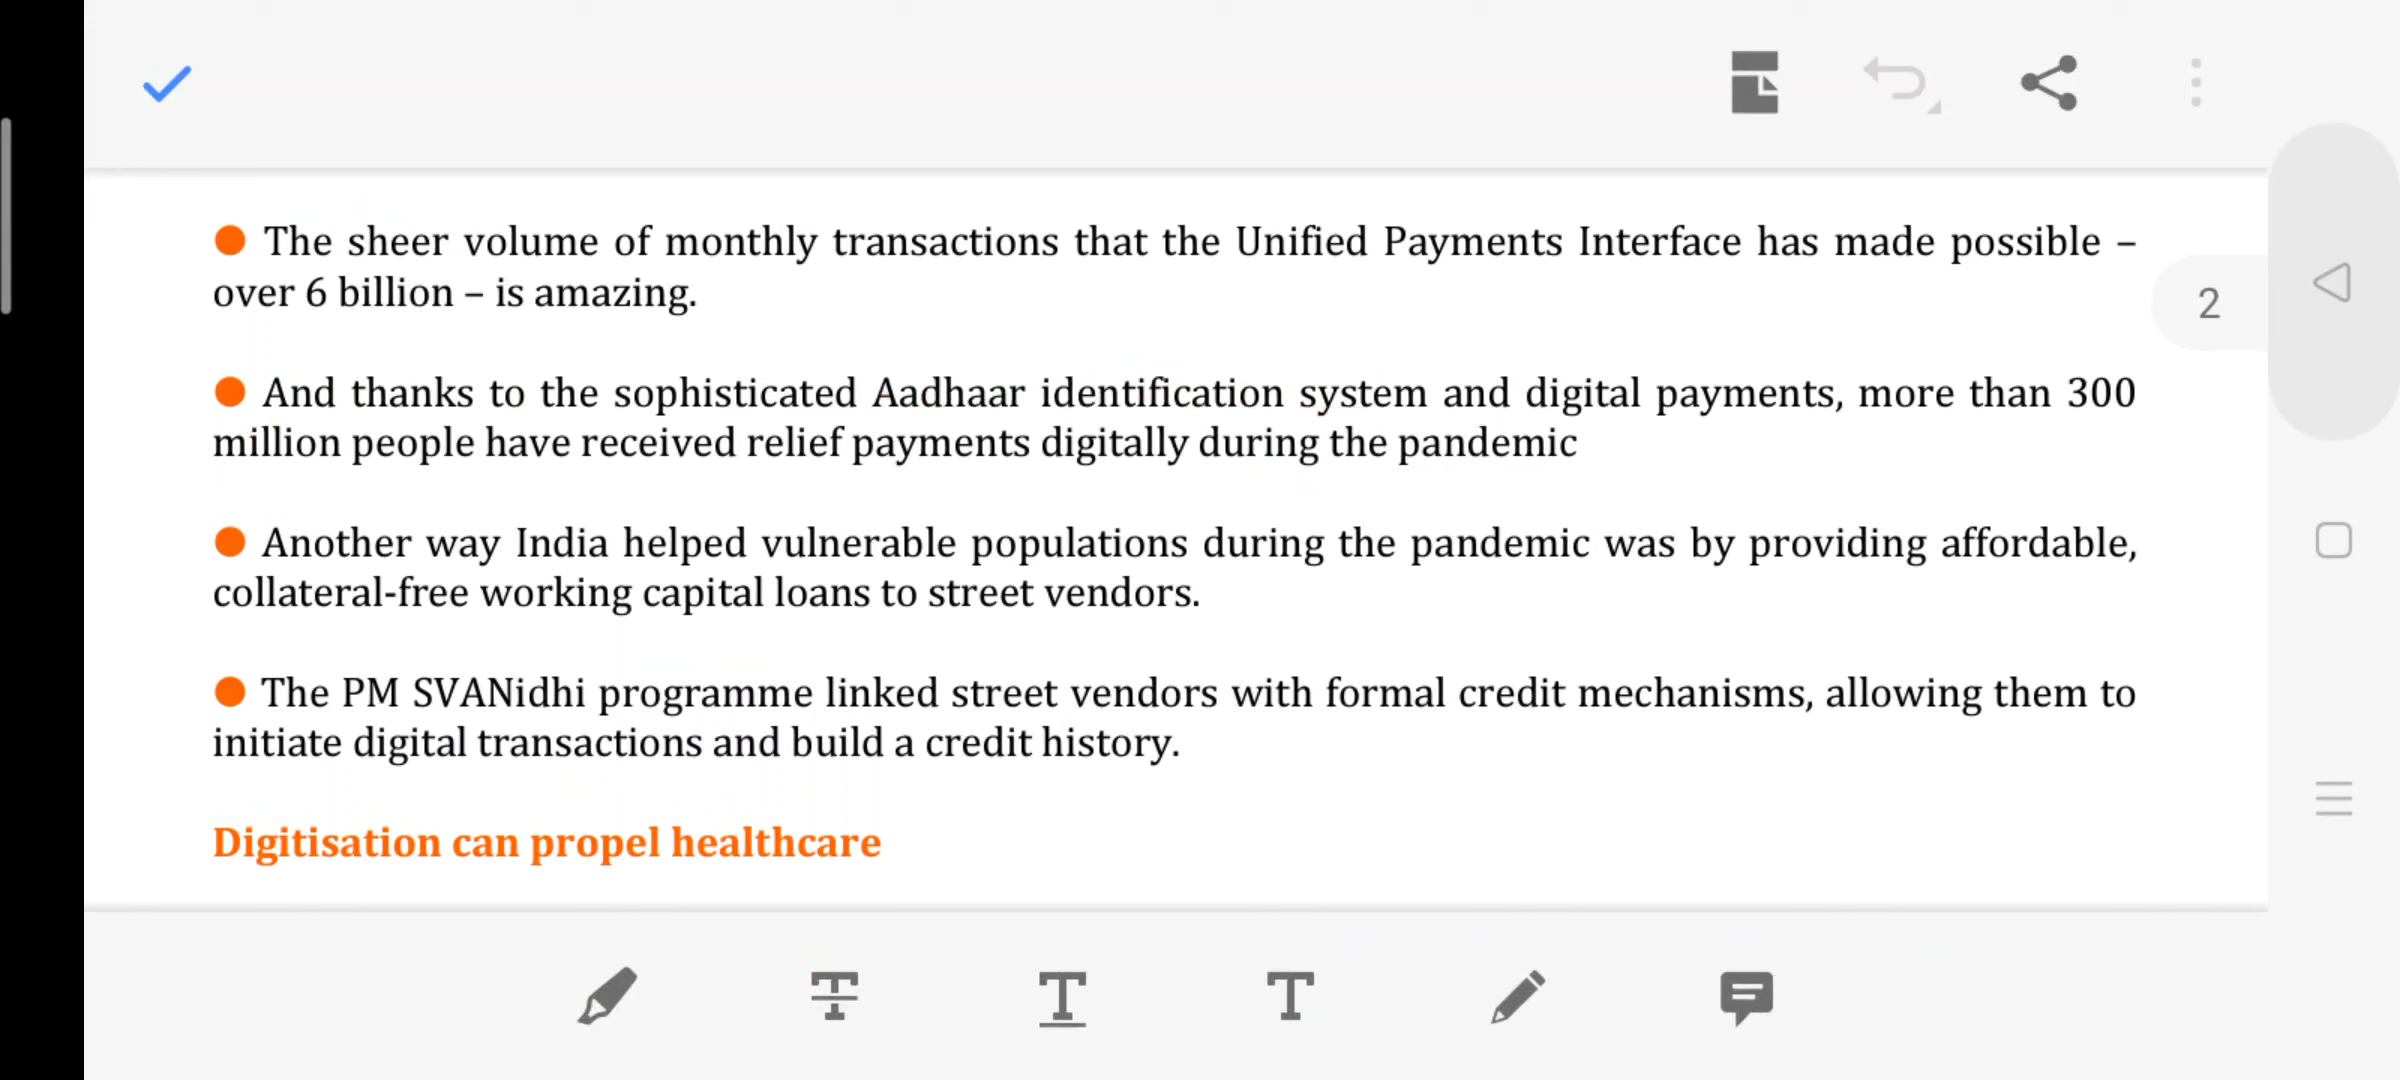 ● The sheer volume of monthly transactions that the Unified Payments Interface has made possible –
over 6 billion – is amazing.
2
● And thanks to the sophisticated Aadhaar identification system and digital payments, more than 300
million people have received relief payments digitally during the pandemic
● Another way India helped vulnerable populations during the pandemic was by providing affordable,
collateral-free working capital loans to street vendors.
● The PM SVANidhi programme linked street vendors with formal credit mechanisms, allowing them to
initiate digital transactions and build a credit history.
Digitisation can propel healthcare